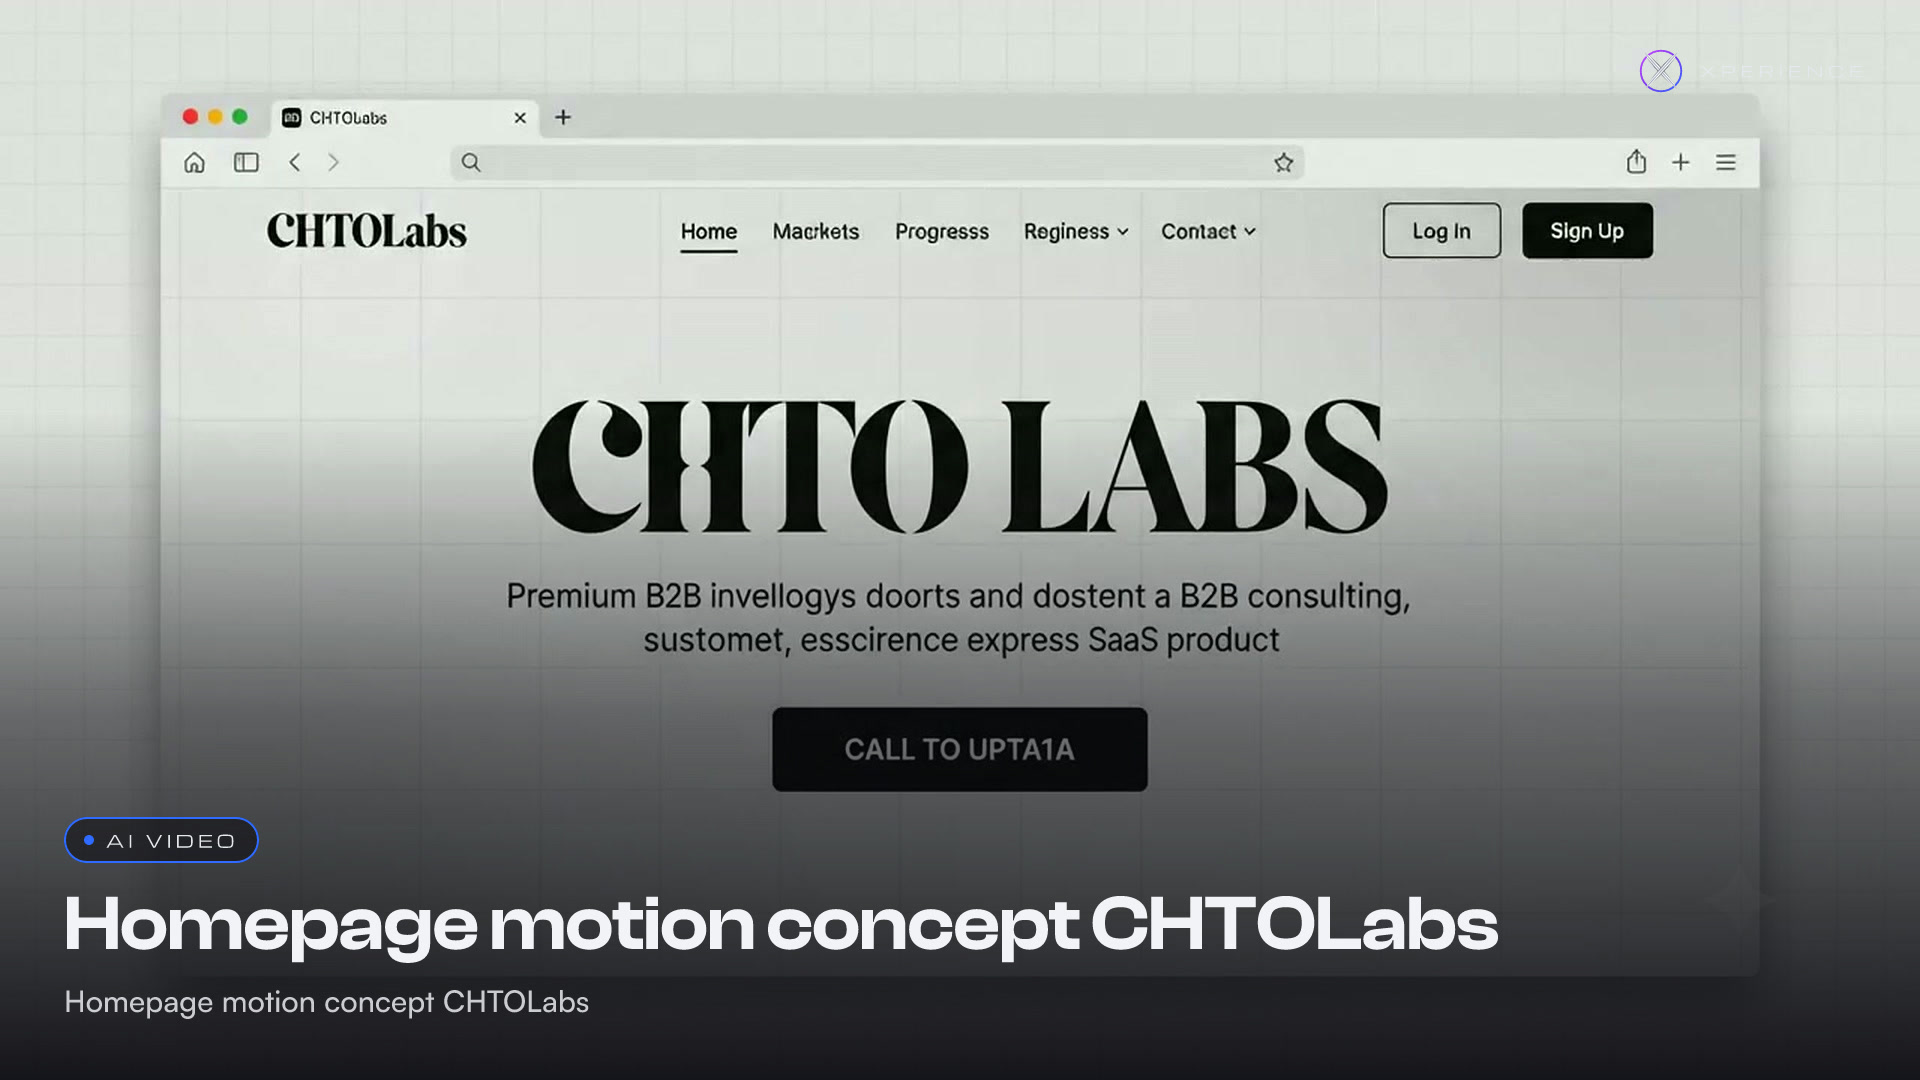 XPERIENCE
CHTOLabs
CHTOLabs
Home
Mactkets
Progresss
Reginess
Contact
Log In
Sign Up
CHTO LABS
Premium B2B invellogys doorts and dostent a B2B consulting,
sustomet, esscirence express SaaS product
CALL TO UPTA1A
AI VIDEO
Homepage motion concept CHTOLabs
Homepage motion concept CHTOLabs